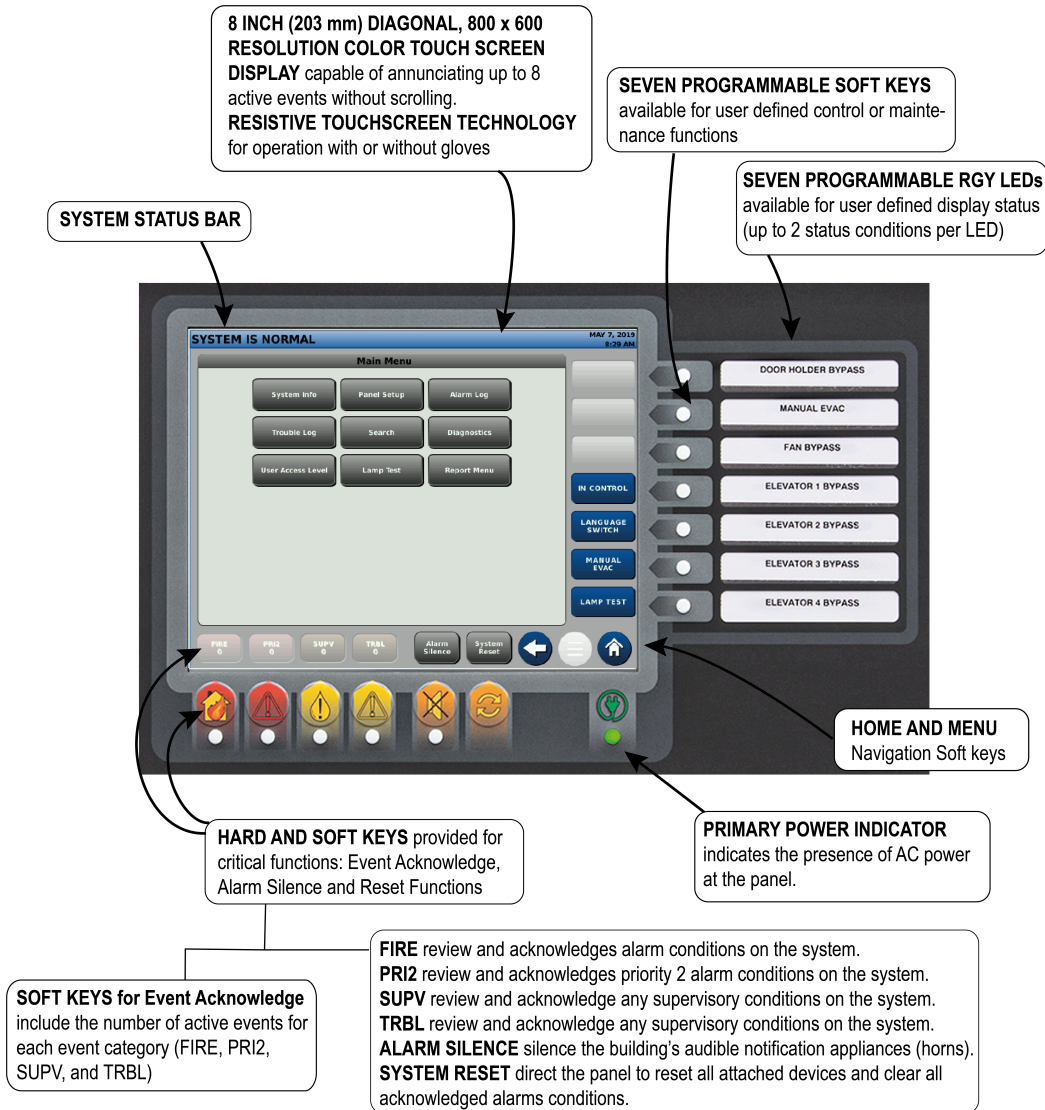 8 INCH (203 mm) DIAGONAL, 800 x 600
RESOLUTION COLOR TOUCH SCREEN
DISPLAY capable of annunciating up to 8
active events without scrolling.
RESISTIVE TOUCHSCREEN TECHNOLOGY
for operation with or without gloves
SEVEN PROGRAMMABLE SOFT KEYS
available for user defined control or mainte-
nance functions
SEVEN PROGRAMMABLE RGY LEDs
available for user defined display status
(up to 2 status conditions per LED)
SYSTEM STATUS BAR
SYSTEM IS NORMAL
MAY 7, 2019
8:29 AM
Main Menu
System Info
Panel Setup
Alarm Log
Trouble Log
Search
Diagnostics
User Access Level
Lamp Test
Report Menu
IN CONTROL
LANGUAGE
SWITCH
MANUAL
EVAC
LAMP TEST
DOOR HOLDER BYPASS
MANUAL EVAC
FAN BYPASS
ELEVATOR 1 BYPASS
ELEVATOR 2 BYPASS
ELEVATOR 3 BYPASS
ELEVATOR 4 BYPASS
FIRE
0
PRI2
0
SUPV
0
TRBL
0
Alarm
Silence
System
Reset
HOME AND MENU
Navigation Soft keys
HARD AND SOFT KEYS provided for
critical functions: Event Acknowledge,
Alarm Silence and Reset Functions
PRIMARY POWER INDICATOR
indicates the presence of AC power
at the panel.
SOFT KEYS for Event Acknowledge
include the number of active events for
each event category (FIRE, PRI2,
SUPV, and TRBL)
FIRE review and acknowledges alarm conditions on the system.
PRI2 review and acknowledges priority 2 alarm conditions on the system.
SUPV review and acknowledge any supervisory conditions on the system.
TRBL review and acknowledge any supervisory conditions on the system.
ALARM SILENCE silence the building's audible notification appliances (horns).
SYSTEM RESET direct the panel to reset all attached devices and clear all
acknowledged alarms conditions.